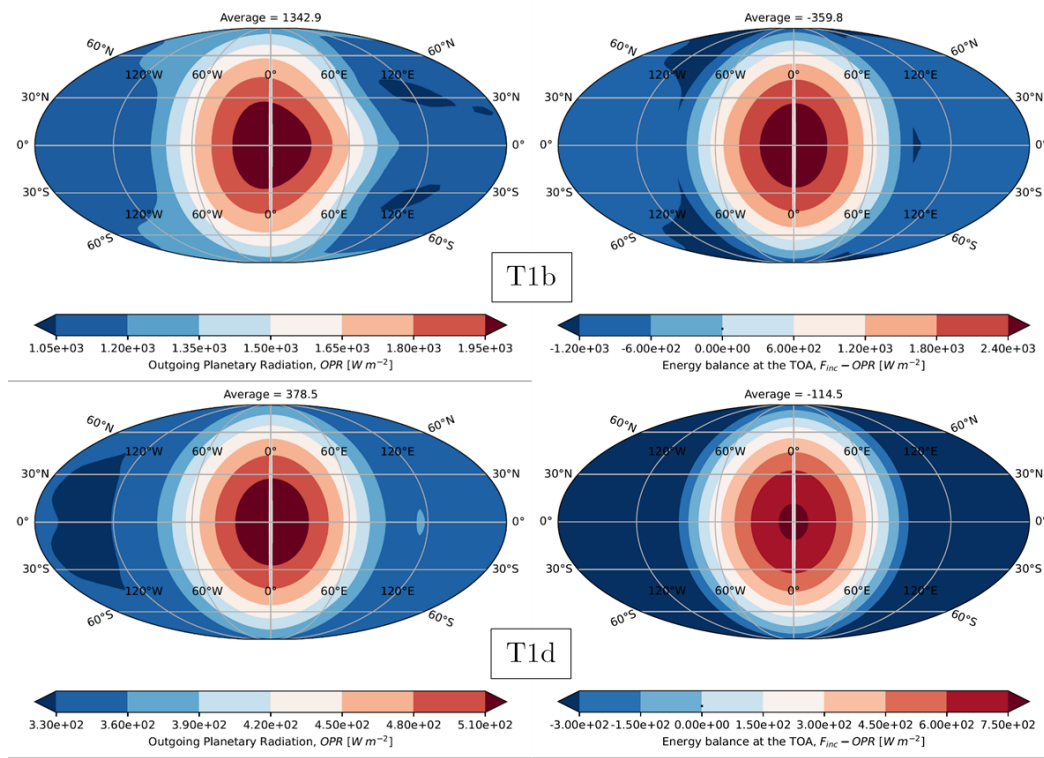 Average = 1342.9
60°N 60°N
120°W 60°W 0° 60°E 120°E
30°N 30°N
0° 0°
30°S 30°S
120°W 60°W 0° 60°E 120°E
60°S 60°S
1.05e+03 1.20e+03 1.35e+03 1.50e+03 1.65e+03 1.80e+03 1.95e+03
Outgoing Planetary Radiation, OPR [W m⁻²]
Average = -359.8
60°N 60°N
120°W 60°W 0° 60°E 120°E
30°N 30°N
0° 0°
30°S 30°S
120°W 60°W 0° 60°E 120°E
60°S 60°S
-1.20e+03 -6.00e+02 0.00e+00 6.00e+02 1.20e+03 1.80e+03 2.40e+03
Energy balance at the TOA, F_inc − OPR [W m⁻²]
T1b
Average = 378.5
60°N 60°N
120°W 60°W 0° 60°E 120°E
30°N 30°N
0° 0°
30°S 30°S
120°W 60°W 0° 60°E 120°E
60°S 60°S
3.30e+02 3.60e+02 3.90e+02 4.20e+02 4.50e+02 4.80e+02 5.10e+02
Outgoing Planetary Radiation, OPR [W m⁻²]
Average = -114.5
60°N 60°N
120°W 60°W 0° 60°E 120°E
30°N 30°N
0° 0°
30°S 30°S
120°W 60°W 0° 60°E 120°E
60°S 60°S
-3.00e+02 -1.50e+02 0.00e+00 1.50e+02 3.00e+02 4.50e+02 6.00e+02 7.50e+02
Energy balance at the TOA, F_inc − OPR [W m⁻²]
T1d